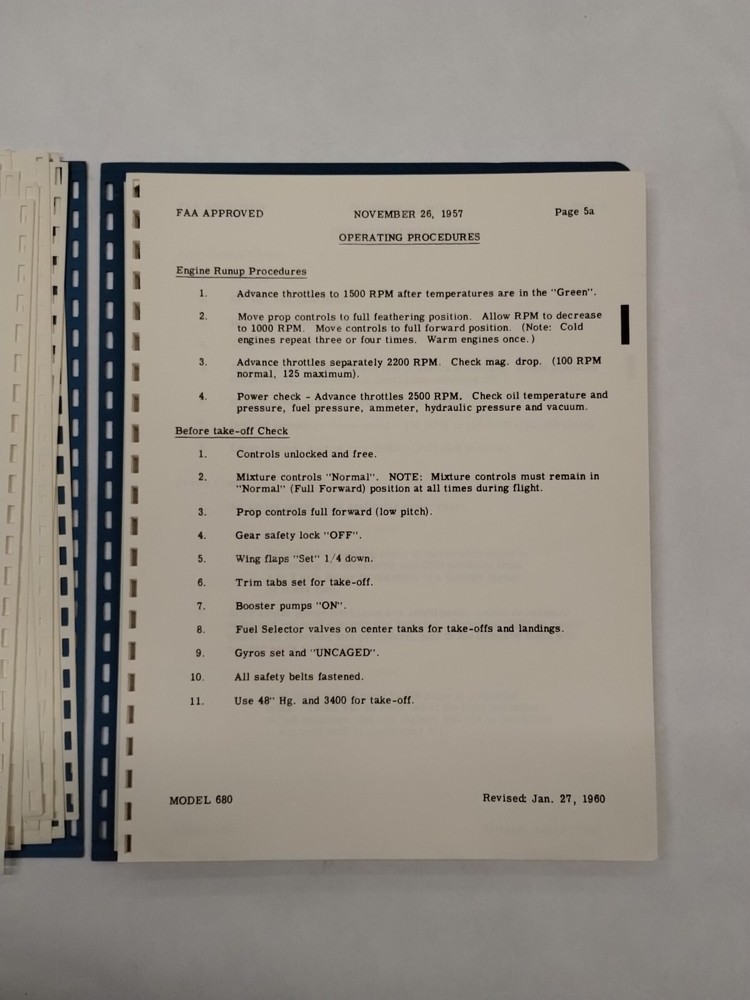 FAA APPROVED NOVEMBER 26, 1957 Page 5a
OPERATING PROCEDURES
Engine Runup Procedures
1. Advance throttles to 1500 RPM after temperatures are in the "Green".
2. Move prop controls to full feathering position. Allow RPM to decrease
to 1000 RPM. Move controls to full forward position. (Note: Cold
engines repeat three or four times. Warm engines once.)
3. Advance throttles separately 2200 RPM. Check mag. drop. (100 RPM
normal, 125 maximum).
4. Power check - Advance throttles 2500 RPM. Check oil temperature and
pressure, fuel pressure, ammeter, hydraulic pressure and vacuum.
Before take-off Check
1. Controls unlocked and free.
2. Mixture controls "Normal". NOTE: Mixture controls must remain in
"Normal" (Full Forward) position at all times during flight.
3. Prop controls full forward (low pitch).
4. Gear safety lock "OFF".
5. Wing flaps "Set" 1/4 down.
6. Trim tabs set for take-off.
7. Booster pumps "ON".
8. Fuel Selector valves on center tanks for take-offs and landings.
9. Gyros set and "UNCAGED".
10. All safety belts fastened.
11. Use 48" Hg. and 3400 for take-off.
MODEL 680 Revised: Jan. 27, 1960